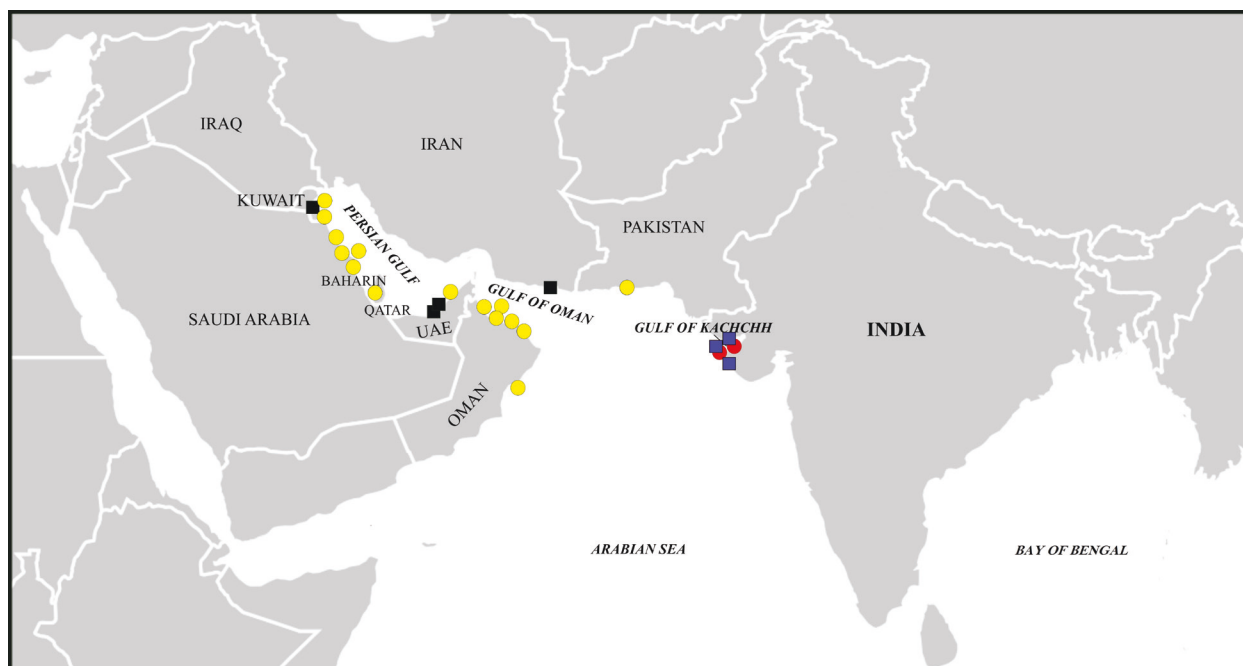 IRAQ
IRAN
KUWAIT
PERSIAN GULF
PAKISTAN
BAHARIN
SAUDI ARABIA
QATAR
UAE
GULF OF OMAN
GULF OF KACHCHH
INDIA
OMAN
ARABIAN SEA
BAY OF BENGAL